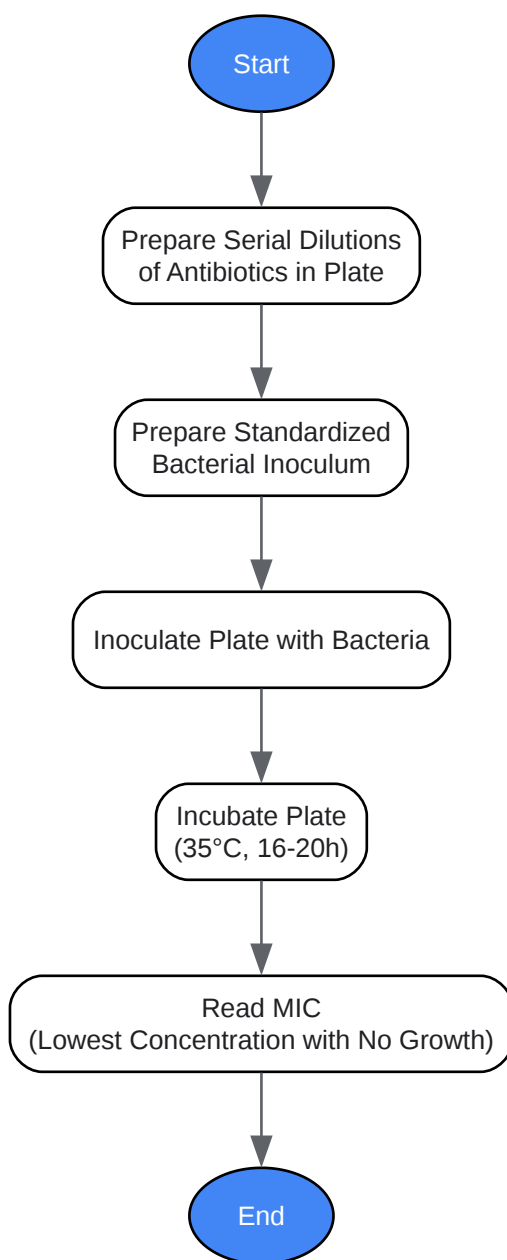 Start
Prepare Serial Dilutions
of Antibiotics in Plate
Prepare Standardized
Bacterial Inoculum
Inoculate Plate with Bacteria
Incubate Plate
(35°C, 16-20h)
Read MIC
(Lowest Concentration with No Growth)
End